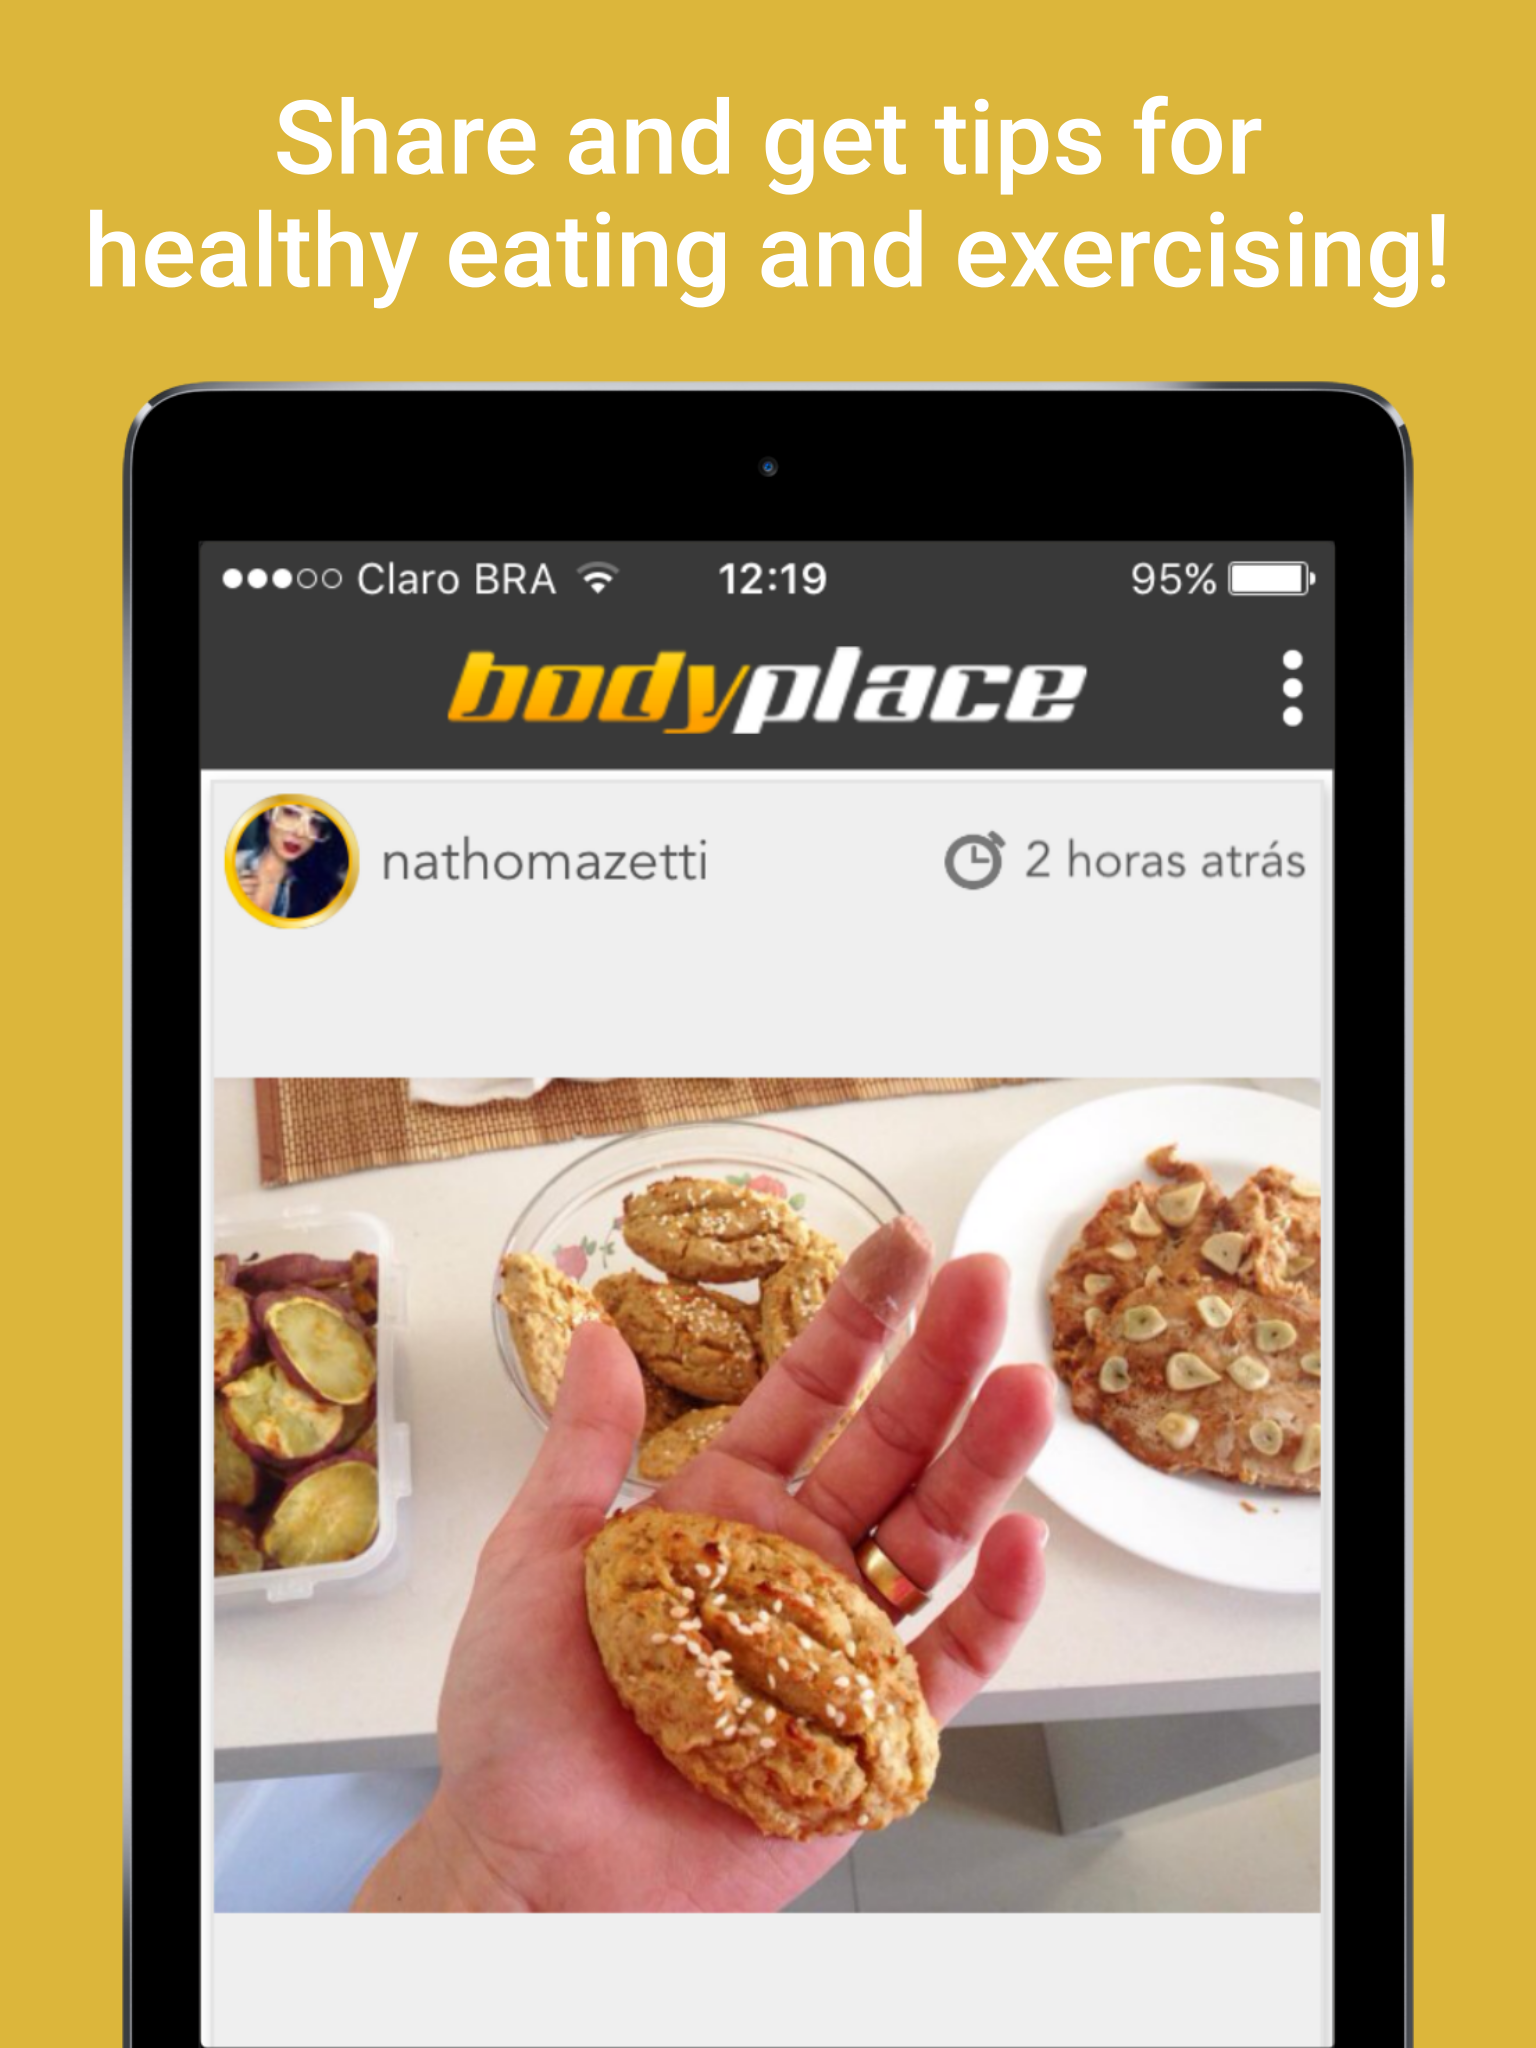 Share and get tips for
healthy eating and exercising!
Claro BRA 12:19 95%
bodyplace
nathomazetti 2 horas atrás